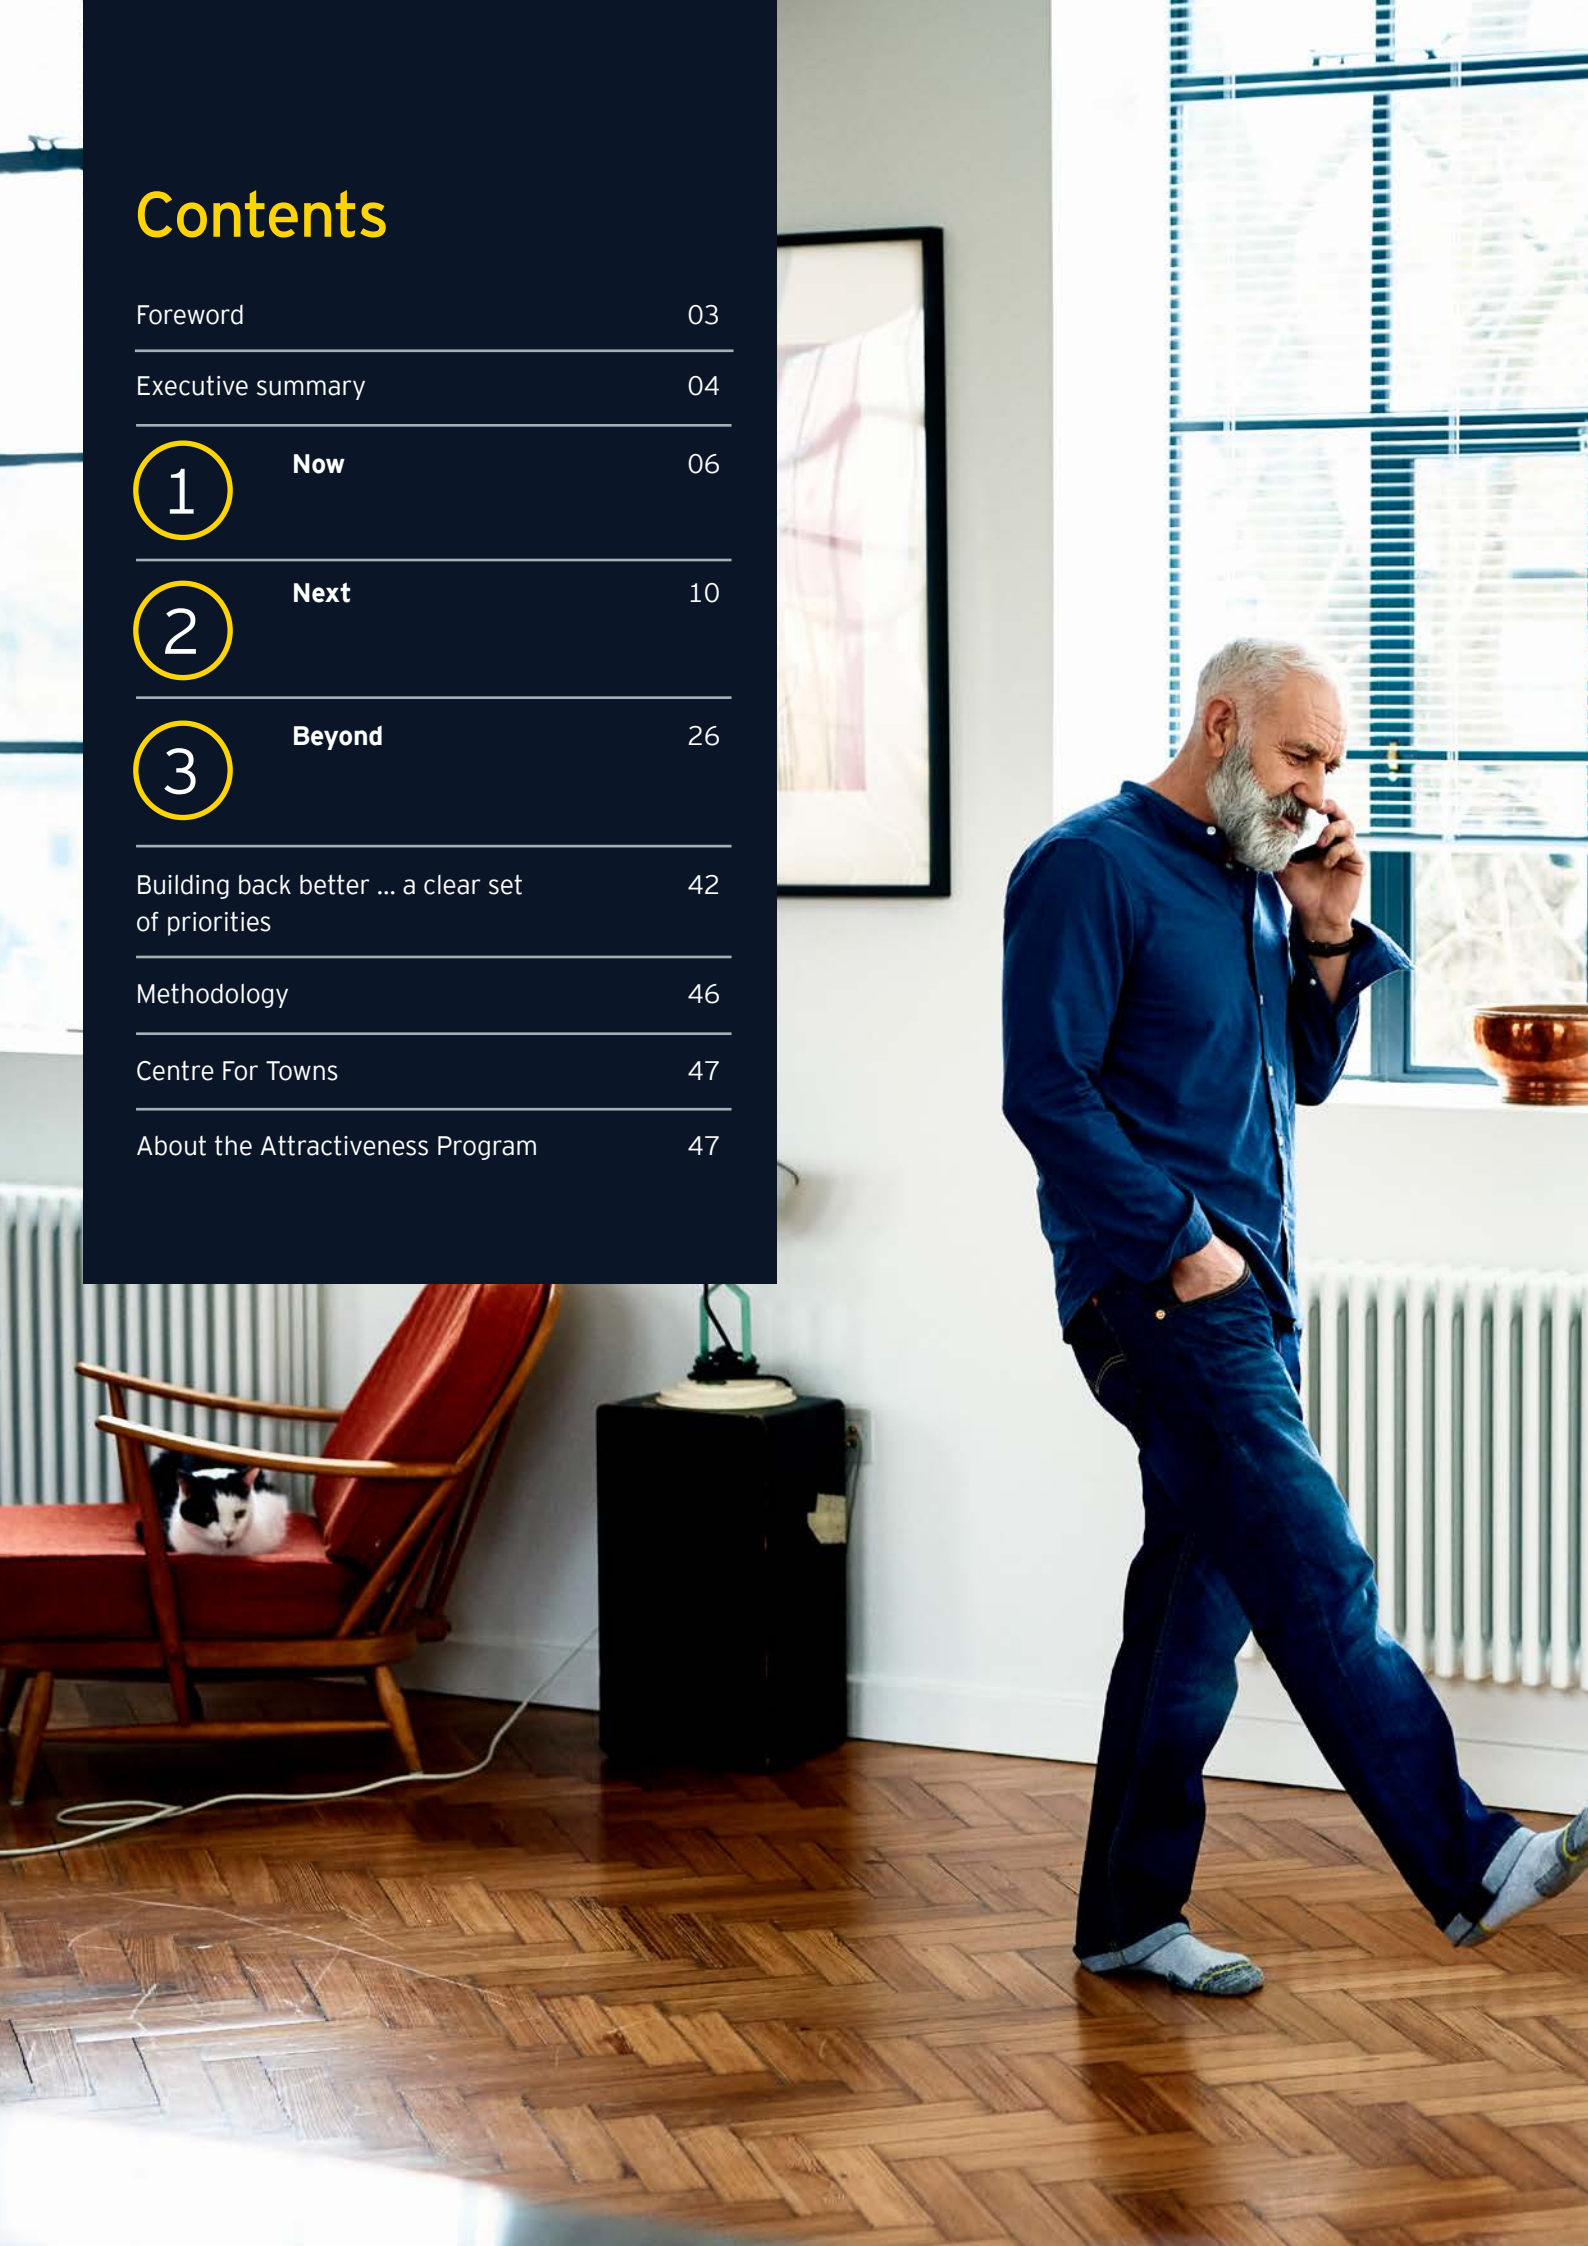 Contents
Foreword 03
Executive summary 04
1 Now 06
2 Next 10
3 Beyond 26
Building back better ... a clear set 42
of priorities
Methodology 46
Centre For Towns 47
About the Attractiveness Program 47